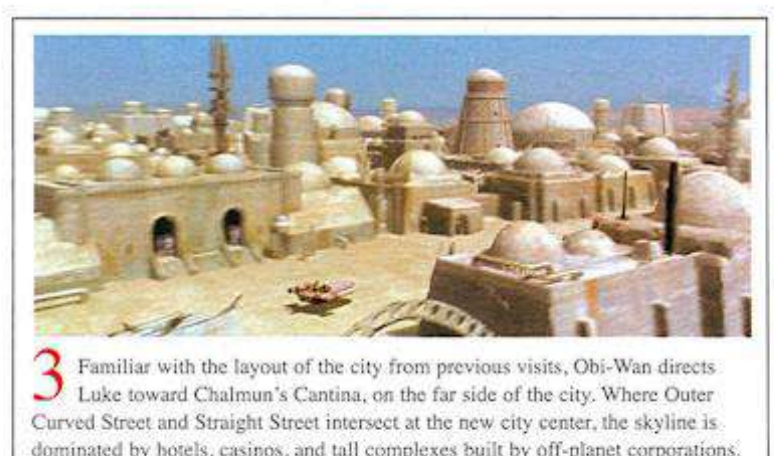 3 Familiar with the layout of the city from previous visits, Obi-Wan directs
Luke toward Chalmun's Cantina, on the far side of the city. Where Outer
Curved Street and Straight Street intersect at the new city center, the skyline is
dominated by hotels, casinos, and tall complexes built by off-planet corporations.